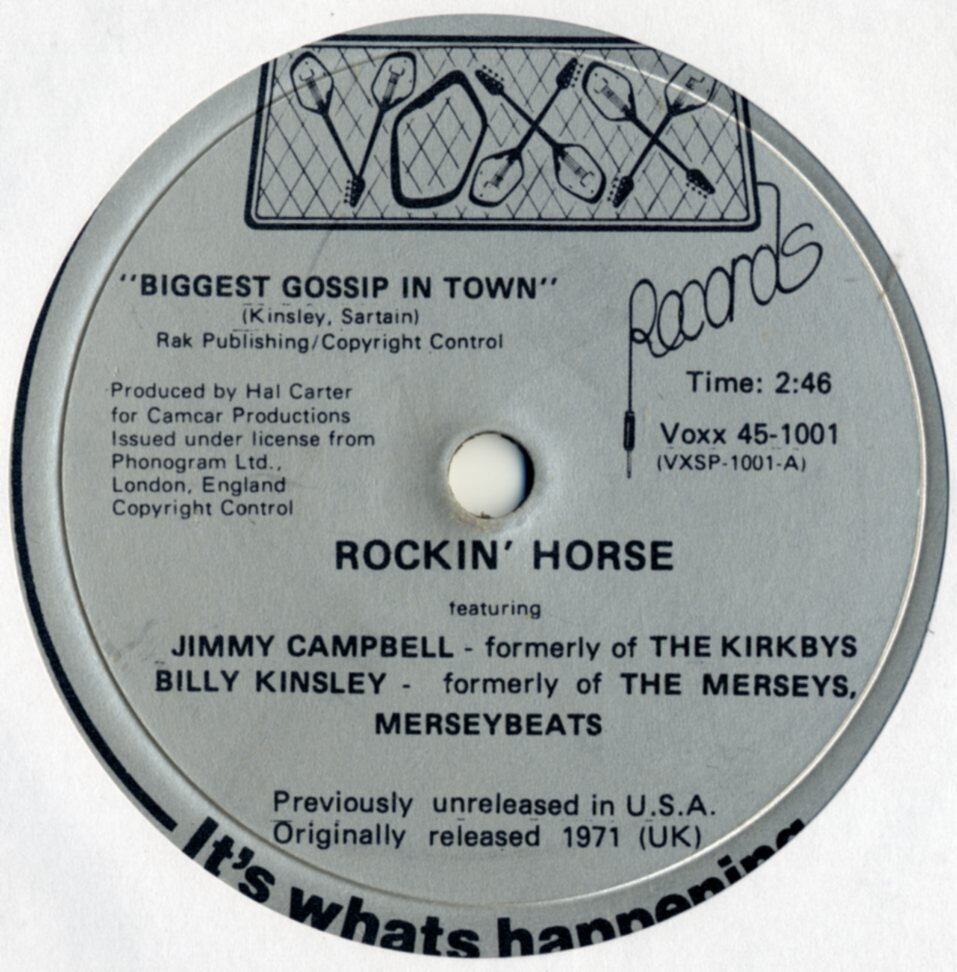 VOXX
Records
"BIGGEST GOSSIP IN TOWN"
(Kinsley, Sartain)
Rak Publishing/Copyright Control
Produced by Hal Carter
for Camcar Productions
Issued under license from
Phonogram Ltd.,
London, England
Copyright Control
Time: 2:46
Voxx 45-1001
(VXSP-1001-A)
ROCKIN' HORSE
featuring
JIMMY CAMPBELL - formerly of THE KIRKBYS
BILLY KINSLEY - formerly of THE MERSEYS,
MERSEYBEATS
Previously unreleased in U.S.A.
Originally released 1971 (UK)
It's whats happening